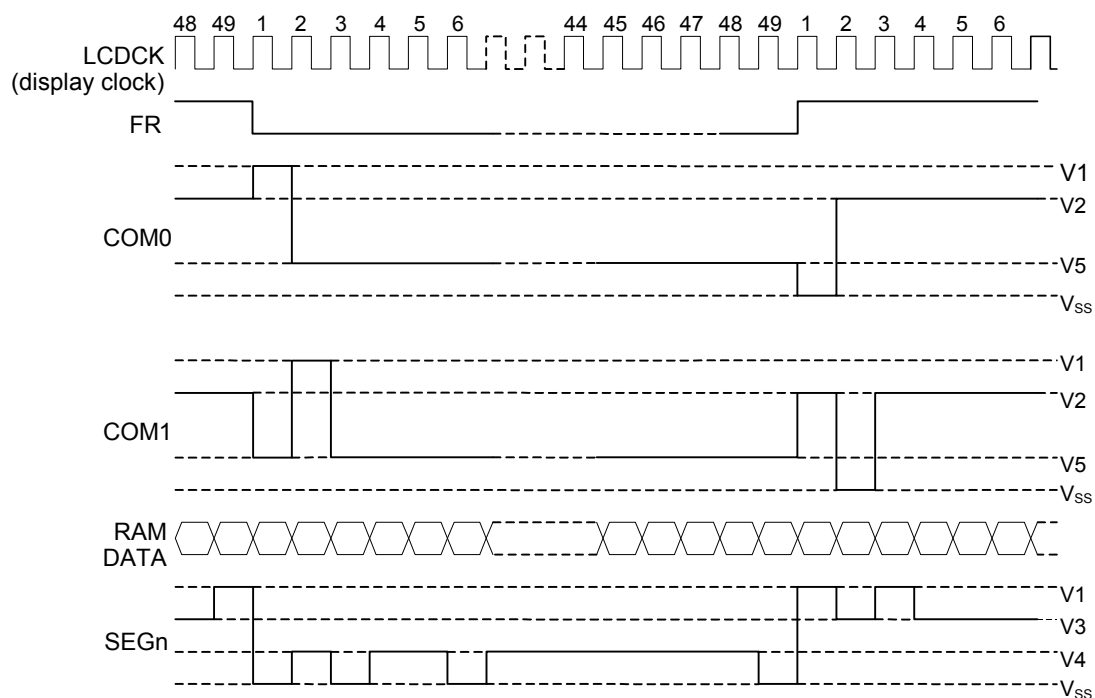 48 49 1 2 3 4 5 6 44 45 46 47 48 49 1 2 3 4 5 6
LCDCK
(display clock)
FR
V1
V2
COM0
V5
VSS
V1
V2
COM1
V5
VSS
RAM
DATA
V1
V3
SEGn
V4
VSS